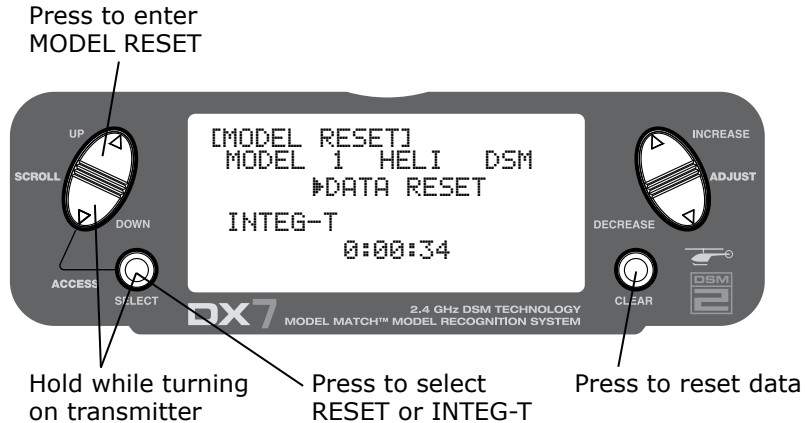 Press to enter
MODEL RESET
UP
SCROLL
DOWN
ACCESS
SELECT
[MODEL RESET]
MODEL 1 HELI DSM
DATA RESET
INTEG-T
0:00:34
INCREASE
ADJUST
DECREASE
CLEAR
DSM
2
DX7
2.4 GHz DSM TECHNOLOGY
MODEL MATCH™ MODEL RECOGNITION SYSTEM
Hold while turning
on transmitter
Press to select
RESET or INTEG-T
Press to reset data